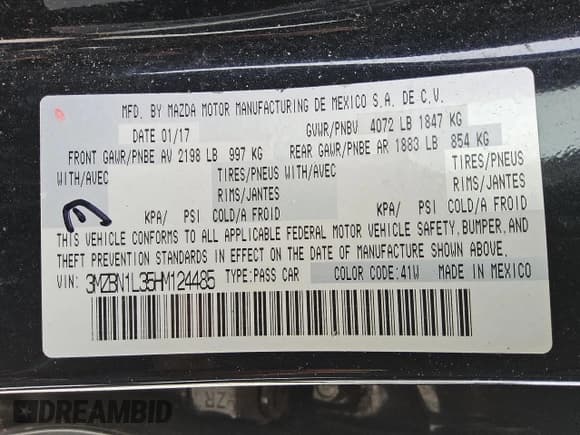 MFD. BY MAZDA MOTOR MANUFACTURING DE MEXICO S.A. DE C.V.
DATE 01/17 GVWR/PNBV 4072 LB 1847 KG
FRONT GAWR/PNBE AV 2198 LB 997 KG REAR GAWR/PNBE AR 1883 LB 854 KG
WITH/AVEC TIRES/PNEUS WITH/AVEC TIRES/PNEUS
RIMS/JANTES RIMS/JANTES
KPA/ PSI COLD/A FROID KPA/ PSI COLD/A FROID
THIS VEHICLE CONFORMS TO ALL APPLICABLE FEDERAL MOTOR VEHICLE SAFETY, BUMPER, AND
THEFT PREVENTION STANDARDS IN EFFECT ON THE DATE OF MANUFACTURE SHOWN ABOVE.
VIN: 3MZBN1L35HM124485 TYPE:PASS CAR COLOR CODE:41W MADE IN MEXICO
DREAMBID